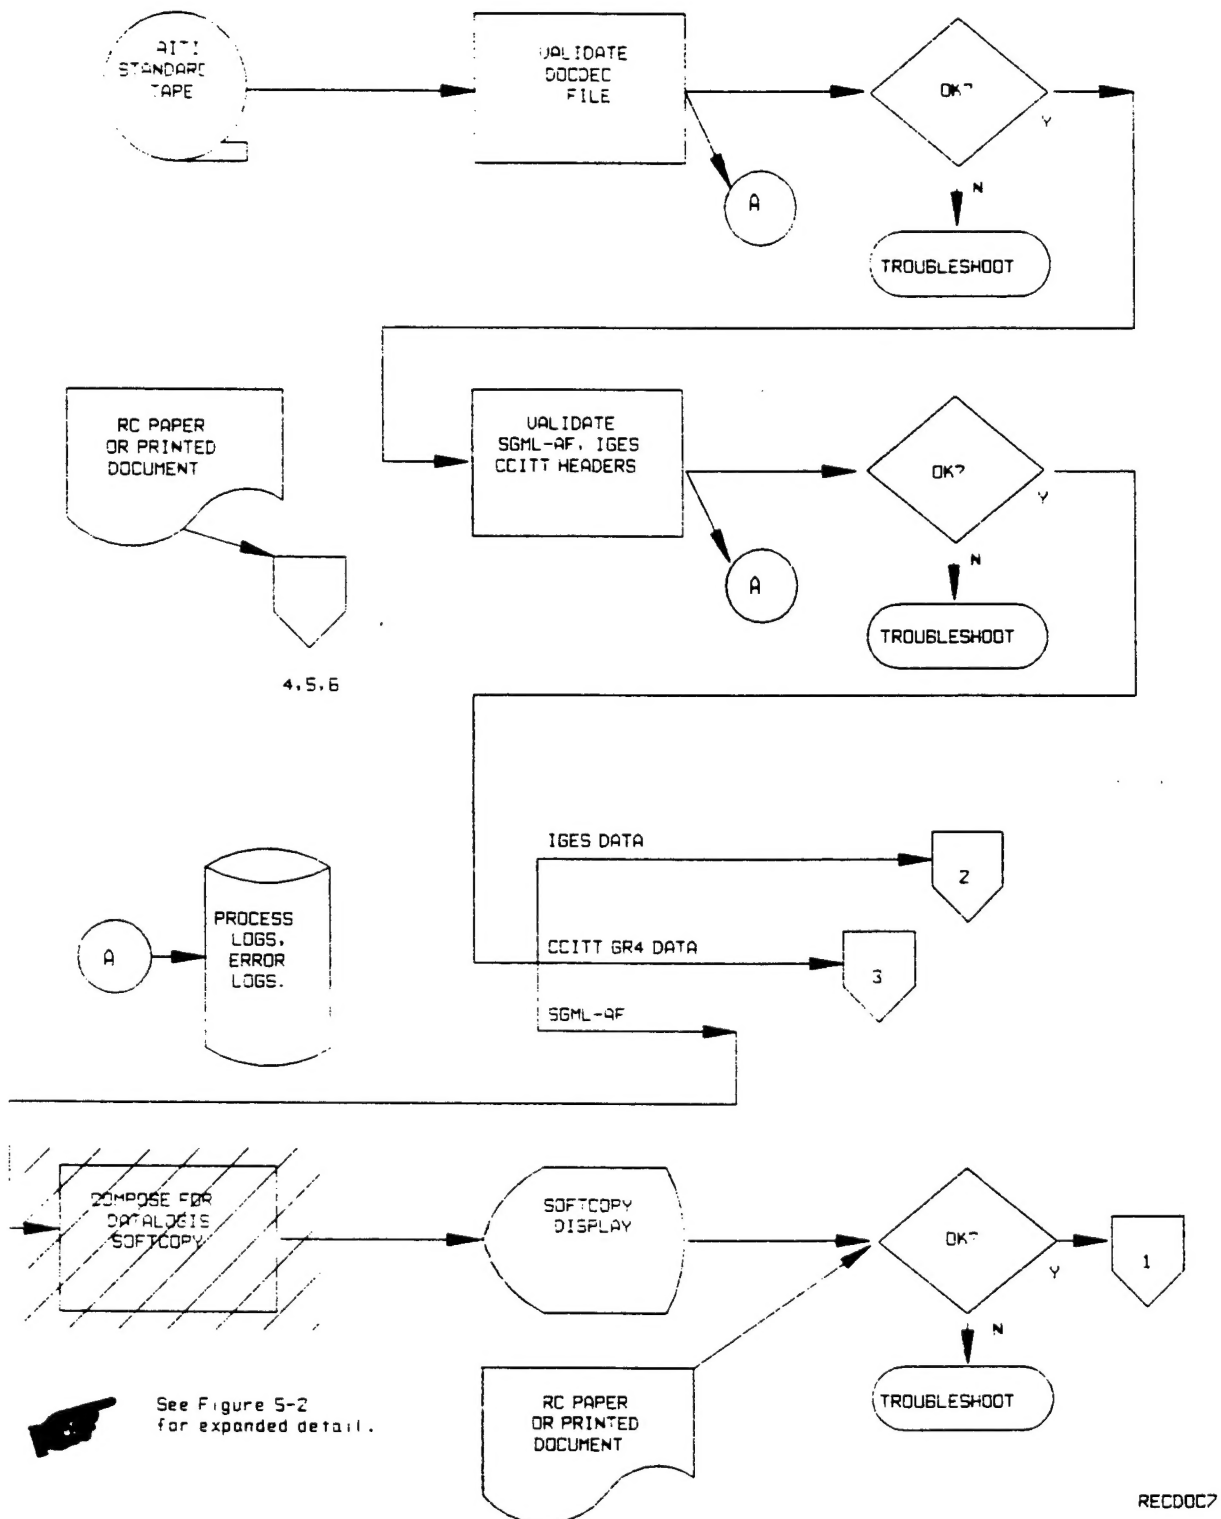 AITI
STANDARD
TAPE
VALIDATE
DOCDEC
FILE
OK?
Y
A
N
TROUBLESHOOT
RC PAPER
OR PRINTED
DOCUMENT
VALIDATE
SGML-AF, IGES
CCITT HEADERS
OK?
Y
A
N
TROUBLESHOOT
4,5,6
IGES DATA
2
PROCESS
LOGS,
ERROR
LOGS.
A
CCITT GR4 DATA
3
SGML-AF
COMPOSE FOR
DATALOGIS
SOFTCOPY
SOFTCOPY
DISPLAY
OK?
Y
1
N
TROUBLESHOOT
See Figure 5-2
for expanded detail.
RC PAPER
OR PRINTED
DOCUMENT
RECDOC7